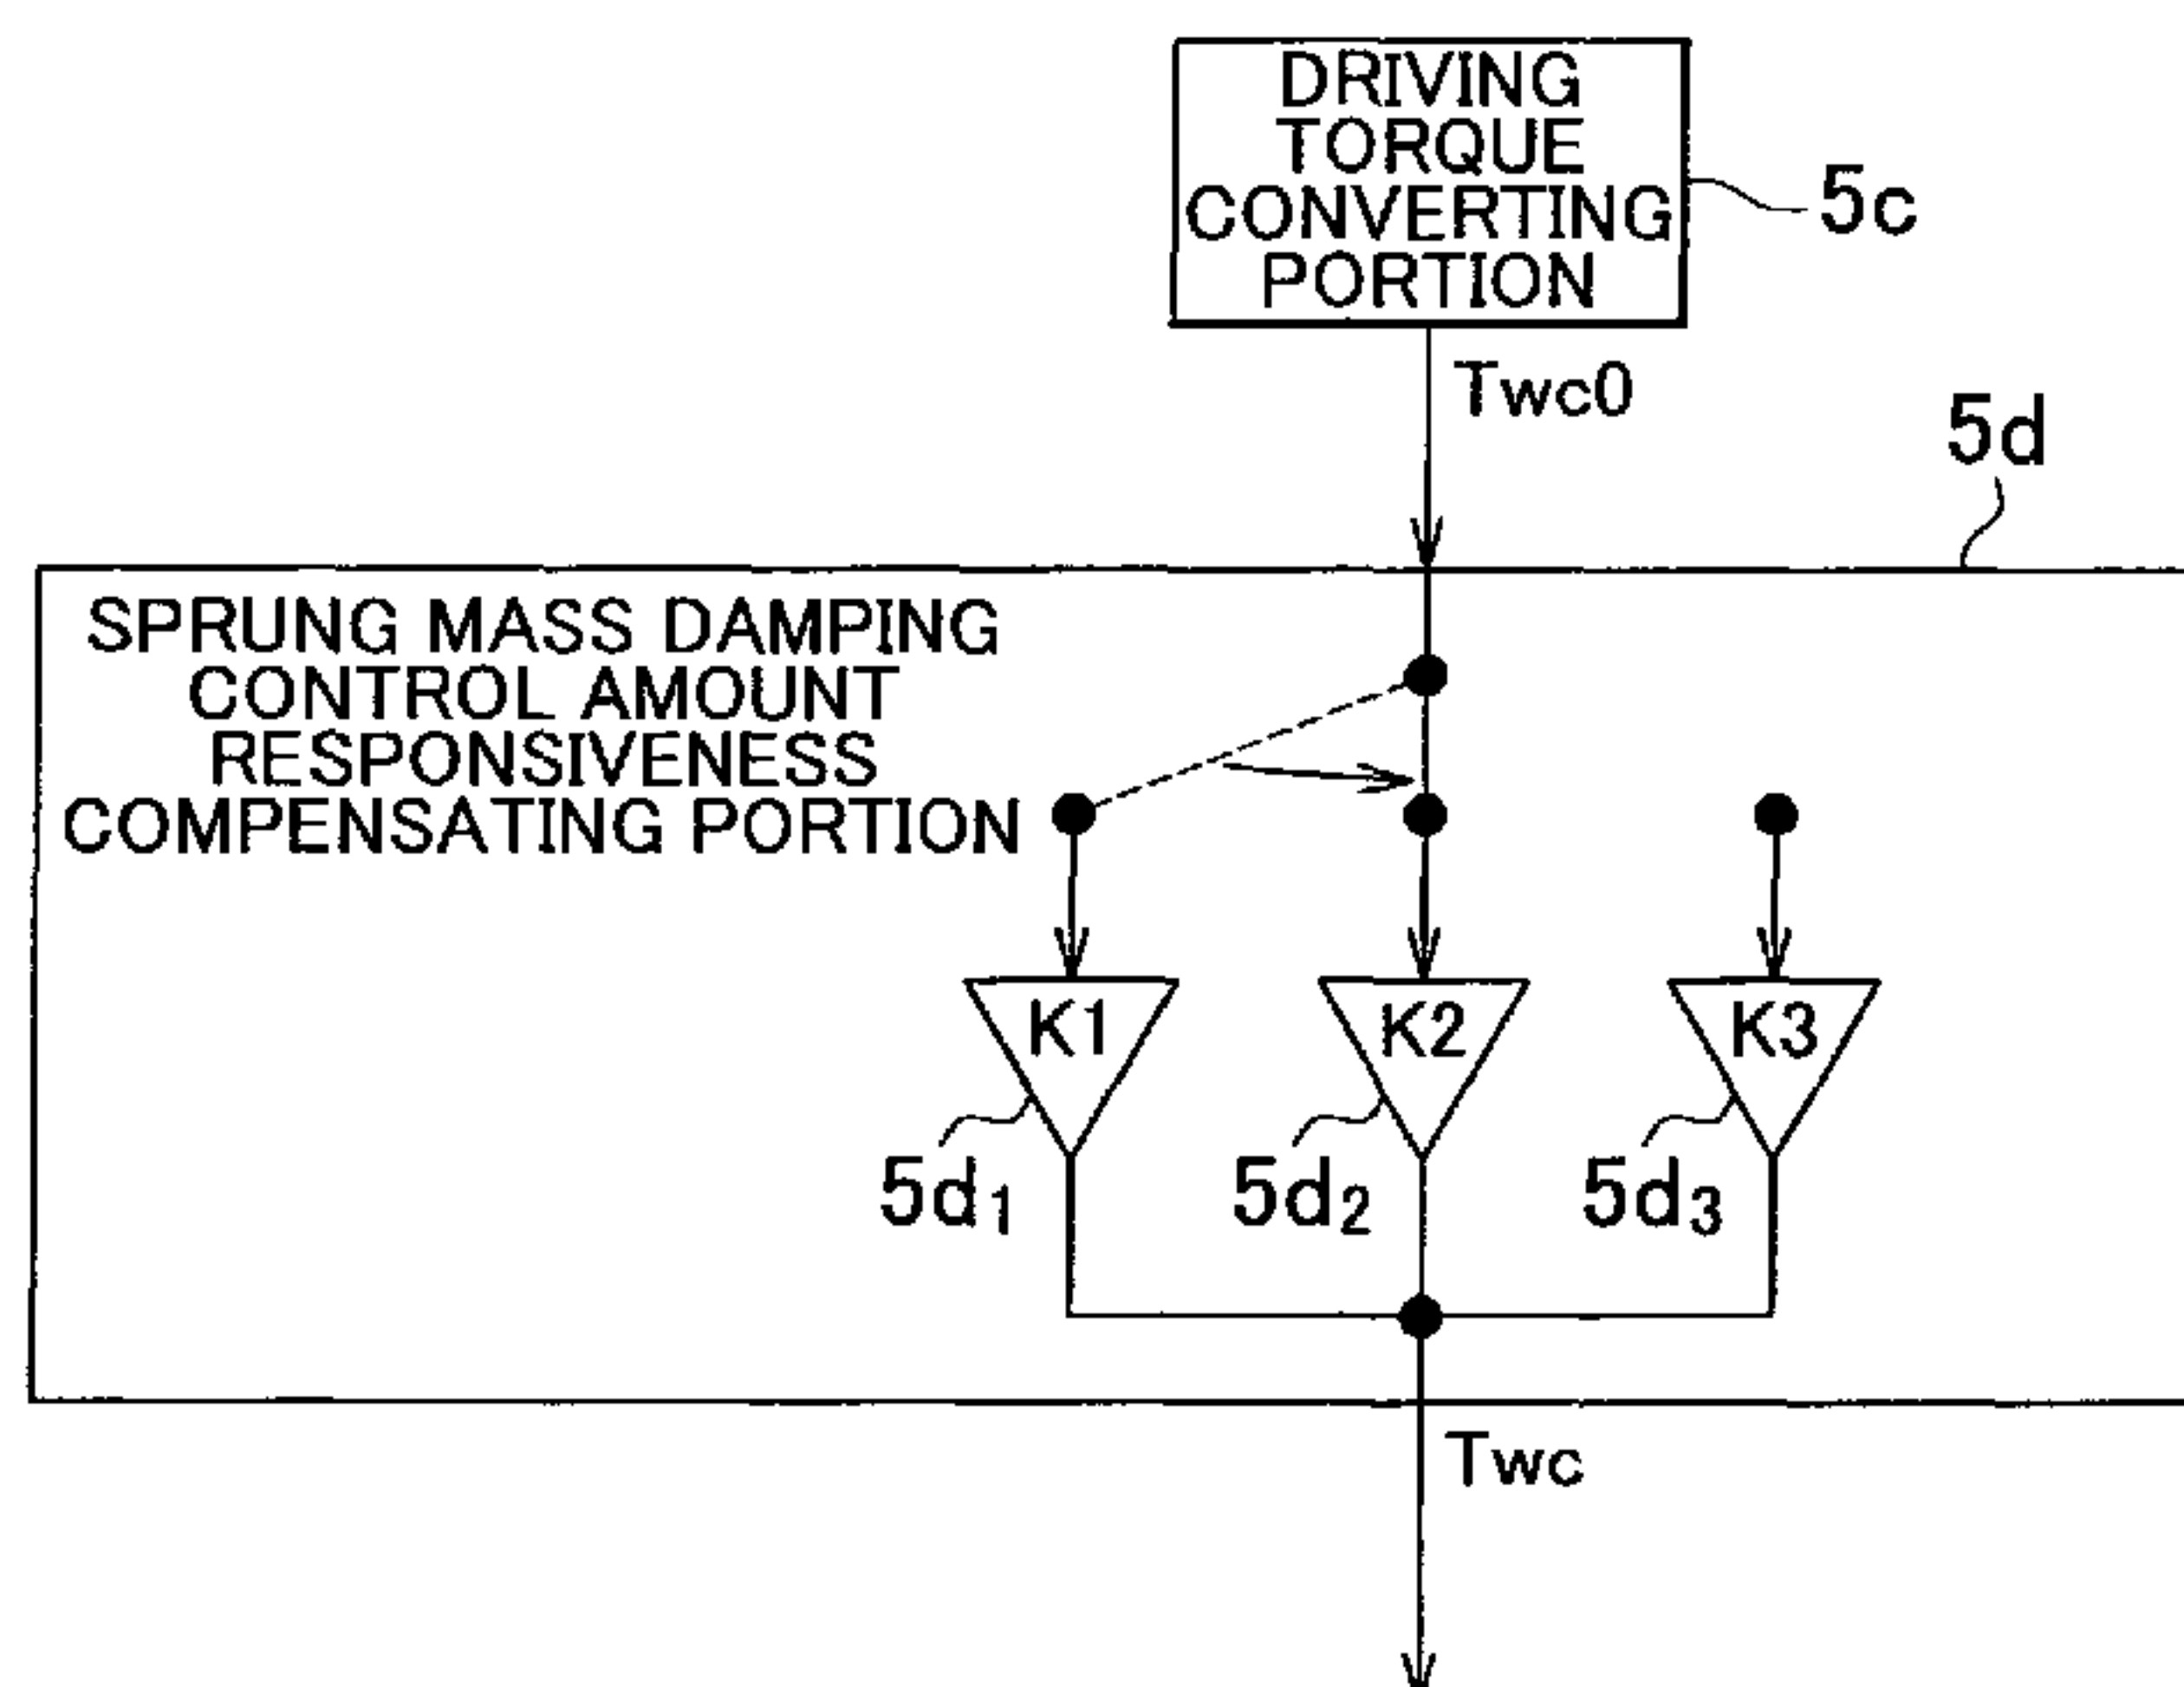 DRIVING
TORQUE
CONVERTING
PORTION
5c
Twc0
5d
SPRUNG MASS DAMPING
CONTROL AMOUNT
RESPONSIVENESS
COMPENSATING PORTION
K1 K2 K3
5d1 5d2 5d3
Twc